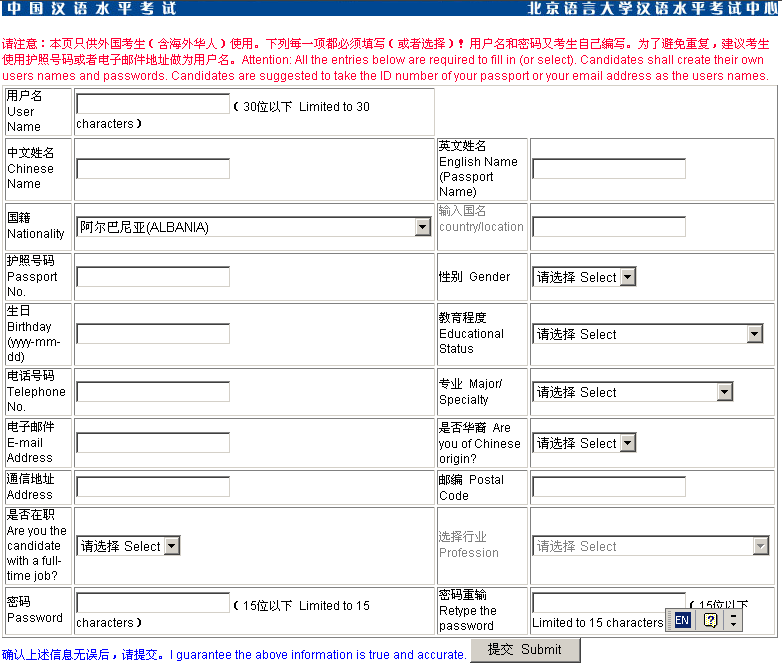 中国汉语水平考试 北京语言大学汉语水平考试中心
请注意：本页只供外国考生（含海外华人）使用。下列每一项都必须填写（或者选择）！用户名和密码又考生自己编写。为了避免重复，建议考生
使用护照号码或者电子邮件地址做为用户名。Attention: All the entries below are required to fill in (or select). Candidates shall create their own
users names and passwords. Candidates are suggested to take the ID number of your passport or your email address as the users names.
用户名
User
Name
（30位以下 Limited to 30
characters）
中文姓名
Chinese
Name
英文姓名
English Name
(Passport
Name)
国籍
Nationality
阿尔巴尼亚(ALBANIA)
输入国名
country/location
护照号码
Passport
No.
性别 Gender
请选择 Select
生日
Birthday
(yyyy-mm-
dd)
教育程度
Educational
Status
请选择 Select
电话号码
Telephone
No.
专业 Major/
Specialty
请选择 Select
电子邮件
E-mail
Address
是否华裔 Are
you of Chinese
origin?
请选择 Select
通信地址
Address
邮编 Postal
Code
是否在职
Are you the
candidate
with a full-
time job?
请选择 Select
选择行业
Profession
请选择 Select
密码
Password
（15位以下 Limited to 15
characters）
密码重输
Retype the
password
（15位以下
Limited to 15 characters
EN
确认上述信息无误后，请提交。I guarantee the above information is true and accurate.
提交 Submit